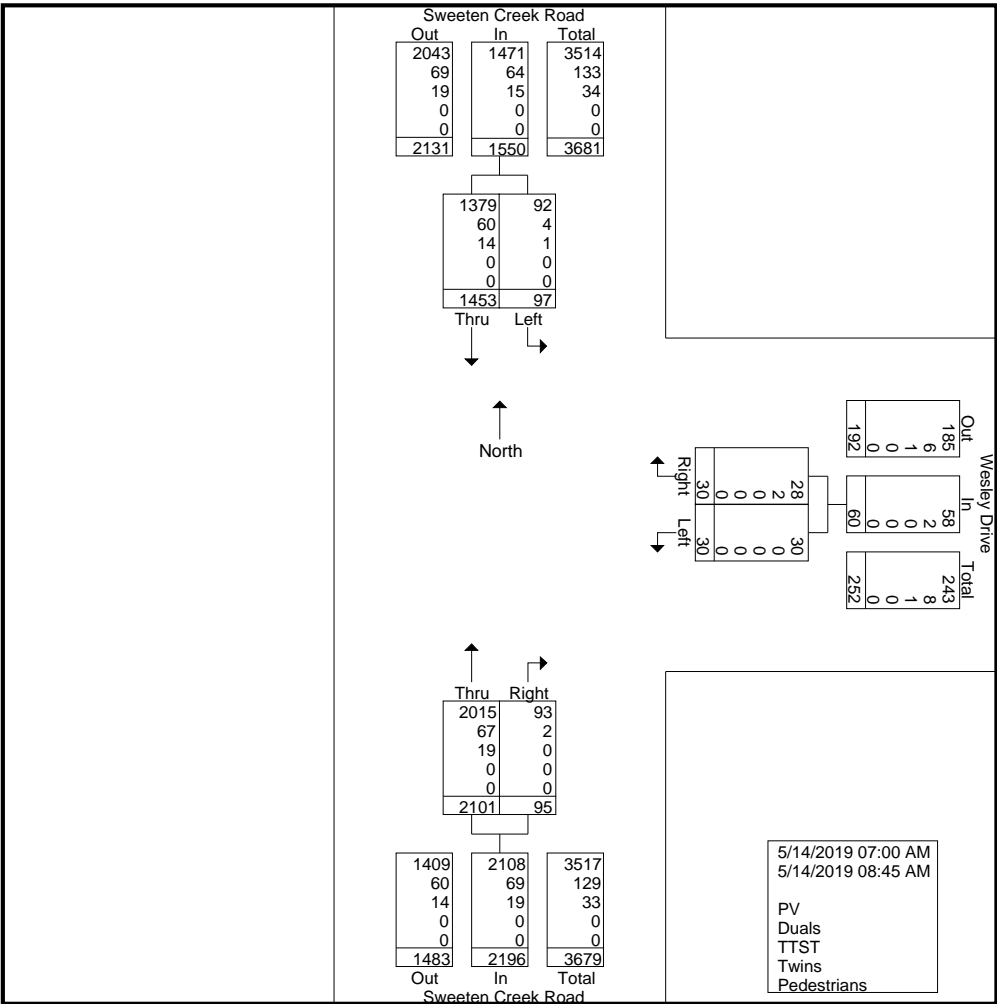 Sweeten Creek Road
Out In Total
2043 1471 3514
69 64 133
19 15 34
0 0 0
0 0 0
2131 1550 3681
1379 92
60 4
14 1
0 0
0 0
1453 97
Thru Left
North
Wesley Drive
Out In Total
185 58 243
6 2 8
1 0 1
0 0 0
0 0 0
192 60 252
28 30
2 0
0 0
0 0
0 0
30 30
Right Left
Thru Right
2015 93
67 2
19 0
0 0
0 0
2101 95
1409 2108 3517
60 69 129
14 19 33
0 0 0
0 0 0
1483 2196 3679
Out In Total
Sweeten Creek Road
5/14/2019 07:00 AM
5/14/2019 08:45 AM
PV
Duals
TTST
Twins
Pedestrians